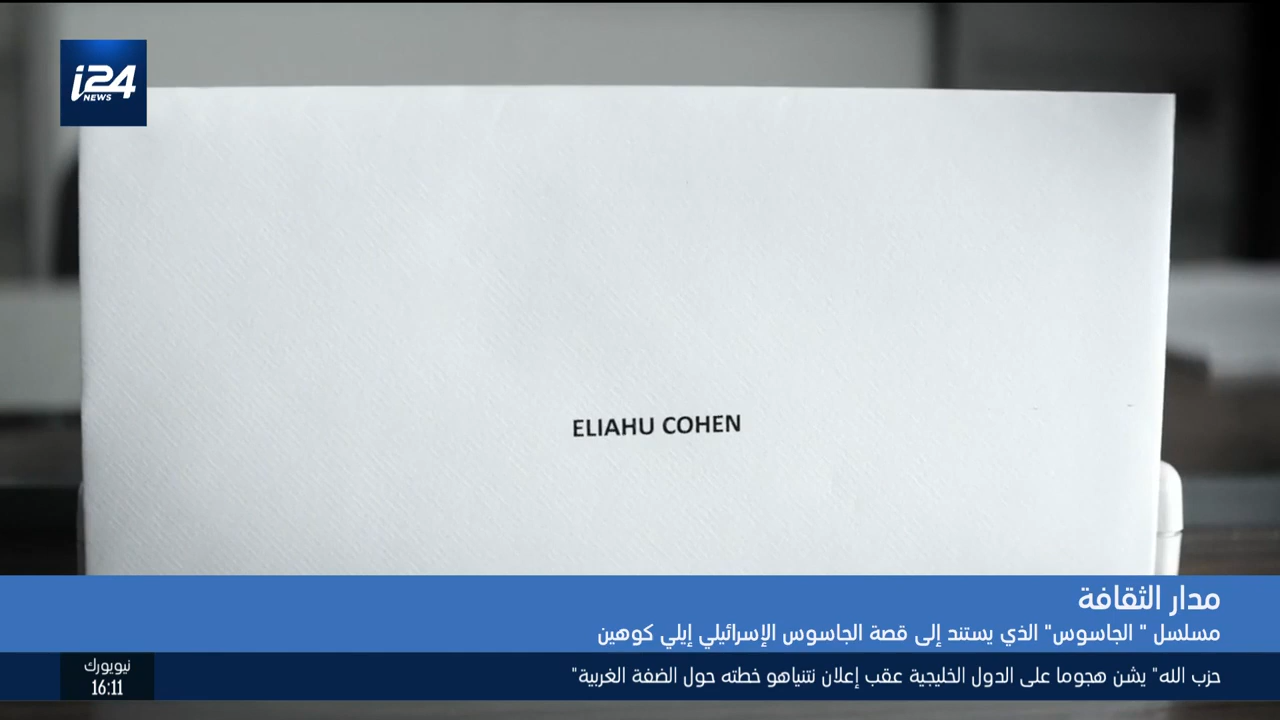 i24
NEWS
ELIAHU COHEN
مدار الثقافة
مسلسل " الجاسوس" الذي يستند إلى قصة الجاسوس الإسرائيلي إيلي كوهين
حزب الله" يشن هجوما على الدول الخليجية عقب إعلان نتنياهو خطته حول الضفة الغربية"
نيويورك
16:11